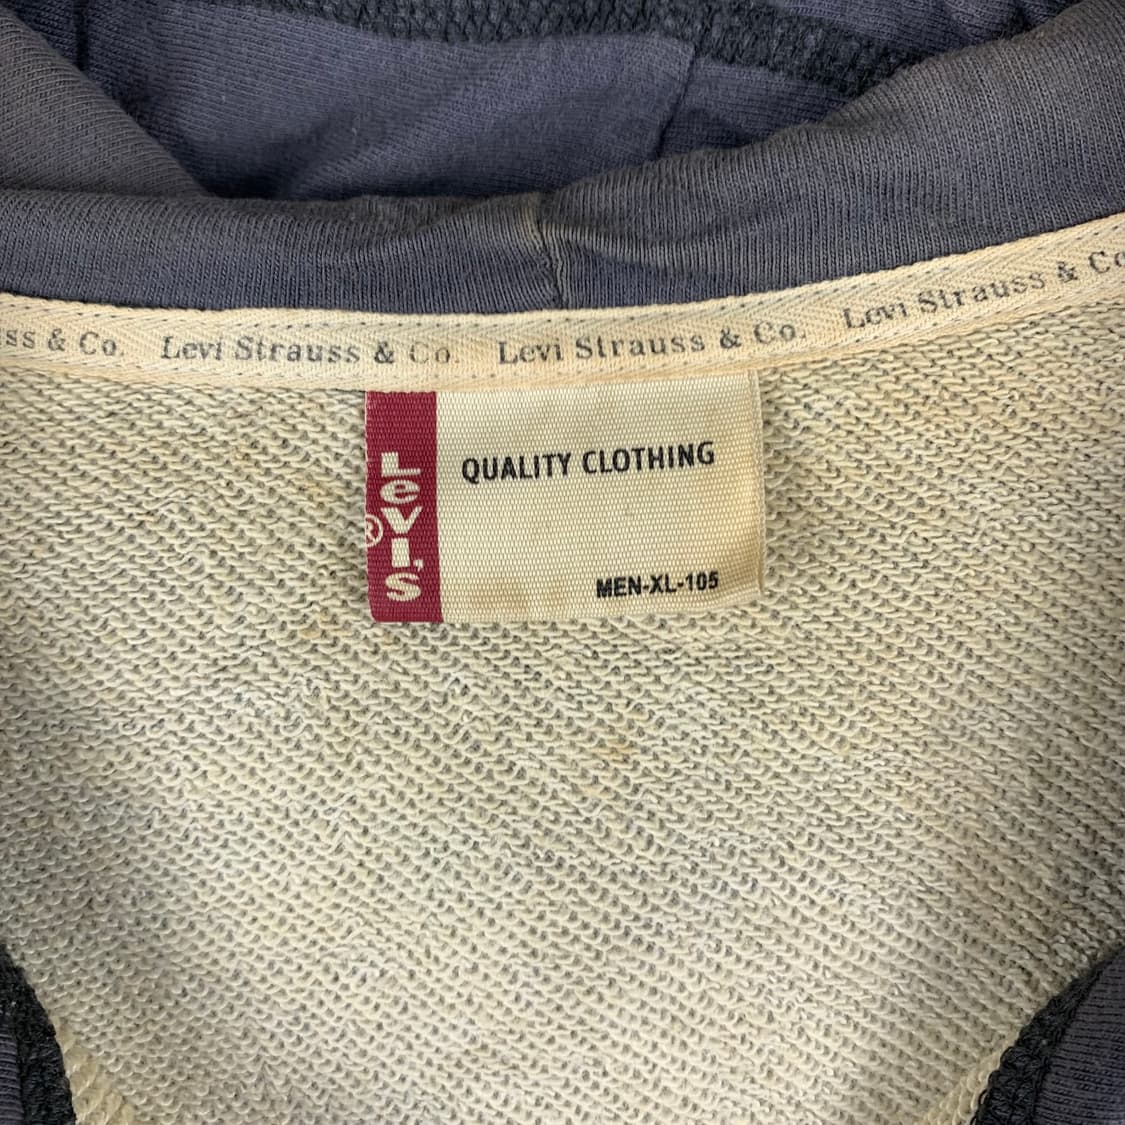 ss & Co. Levi Strauss & Co. Levi Strauss & Co. Levi Strauss & Co
Levi's
®
QUALITY CLOTHING
MEN-XL-105